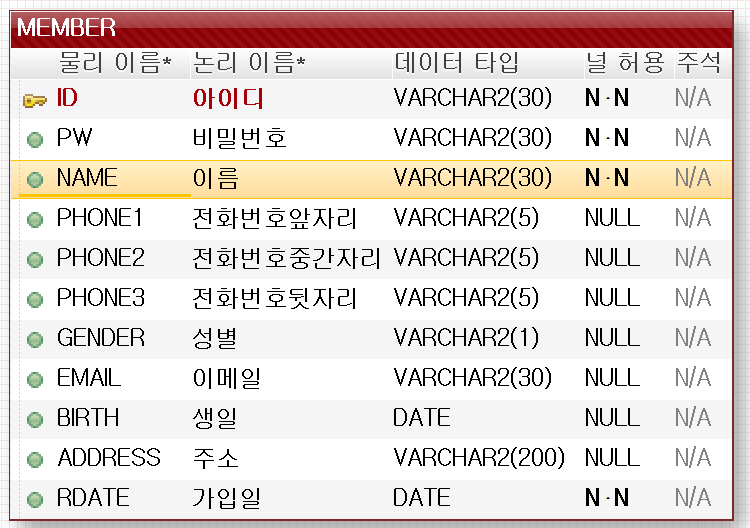 MEMBER
물리 이름* 논리 이름* 데이터 타입 널 허용 주석
ID 아이디 VARCHAR2(30) N·N N/A
PW 비밀번호 VARCHAR2(30) N·N N/A
NAME 이름 VARCHAR2(30) N·N N/A
PHONE1 전화번호앞자리 VARCHAR2(5) NULL N/A
PHONE2 전화번호중간자리 VARCHAR2(5) NULL N/A
PHONE3 전화번호뒷자리 VARCHAR2(5) NULL N/A
GENDER 성별 VARCHAR2(1) NULL N/A
EMAIL 이메일 VARCHAR2(30) NULL N/A
BIRTH 생일 DATE NULL N/A
ADDRESS 주소 VARCHAR2(200) NULL N/A
RDATE 가입일 DATE N·N N/A